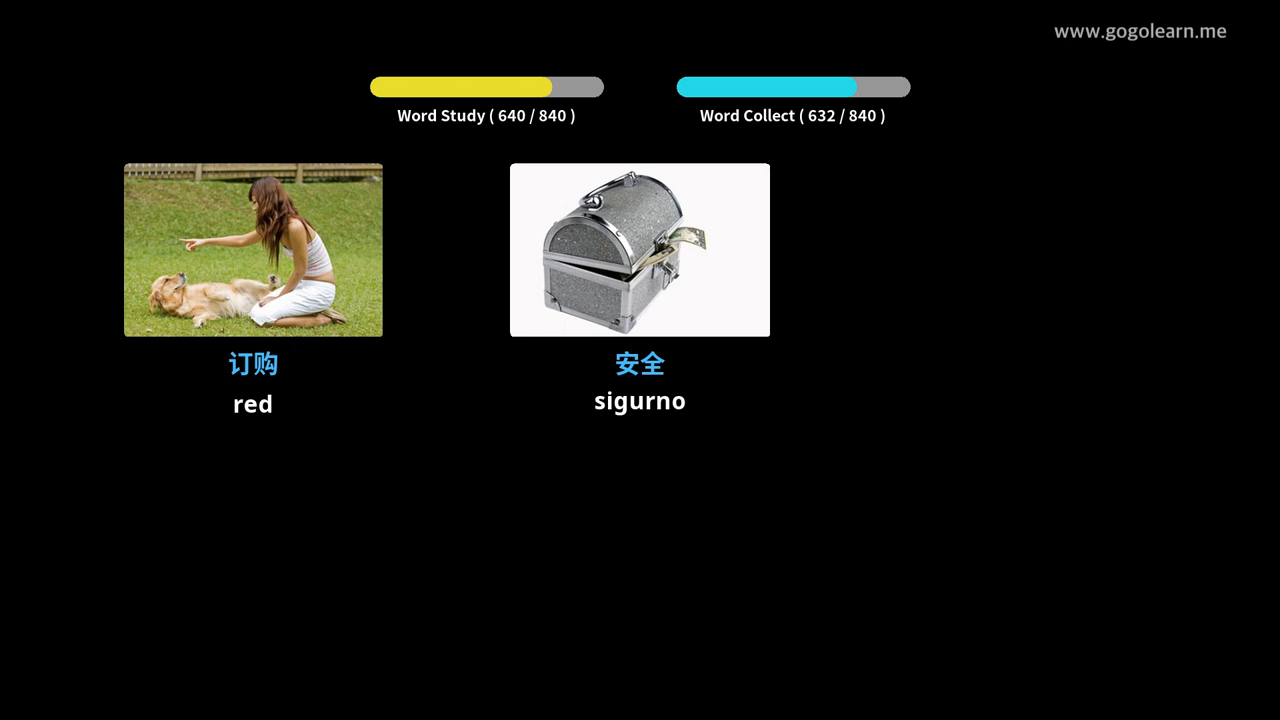 www.gogolearn.me
Word Study ( 640 / 840 )
Word Collect ( 632 / 840 )
订购
red
安全
sigurno